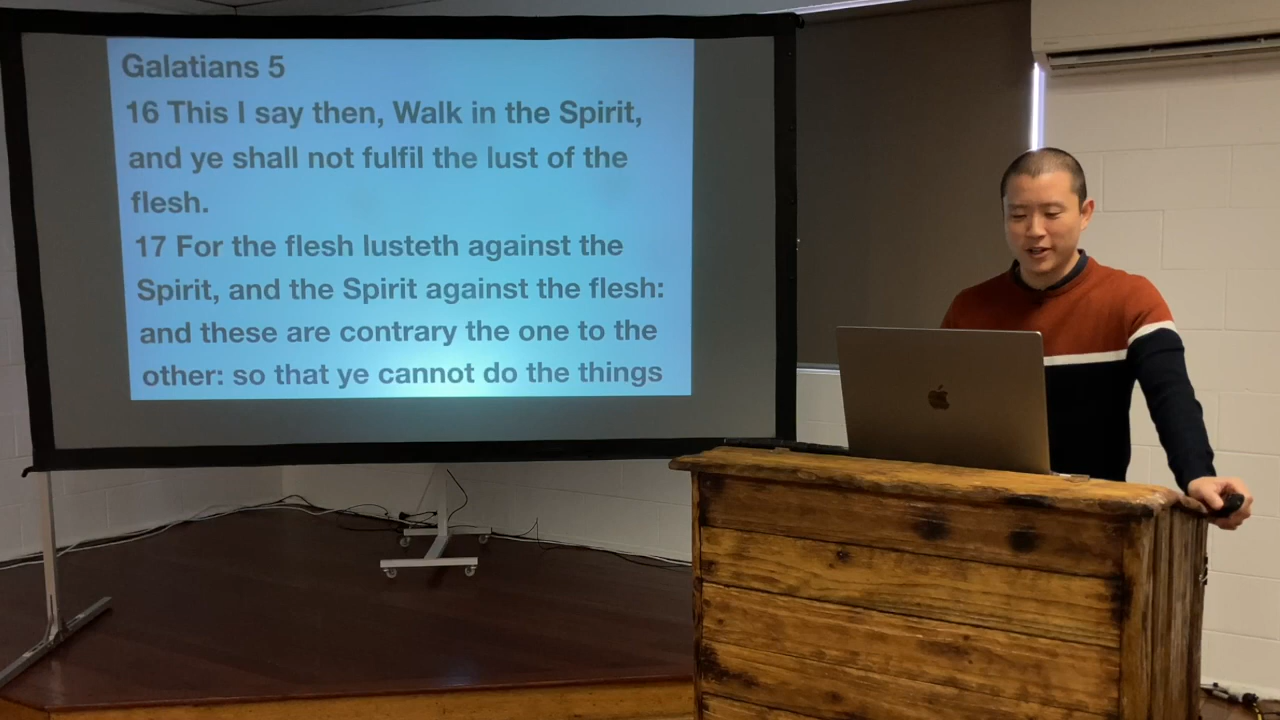 Galatians 5
16 This I say then, Walk in the Spirit,
and ye shall not fulfil the lust of the
flesh.
17 For the flesh lusteth against the
Spirit, and the Spirit against the flesh:
and these are contrary the one to the
other: so that ye cannot do the things